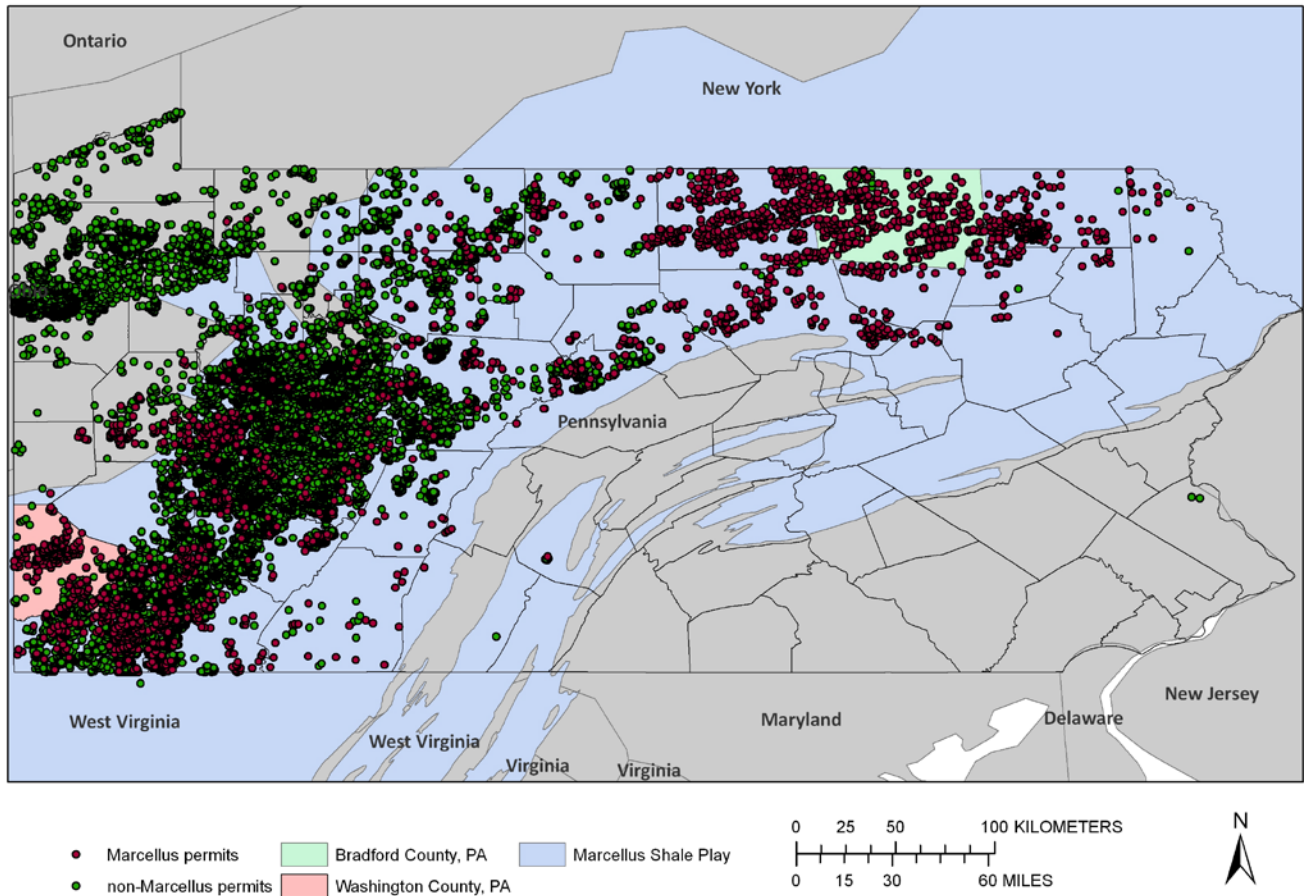 Ontario
New York
Pennsylvania
West Virginia
West Virginia
Virginia
Virginia
Maryland
Delaware
New Jersey
Marcellus permits
non-Marcellus permits
Bradford County, PA
Washington County, PA
Marcellus Shale Play
0 25 50 100 KILOMETERS
0 15 30 60 MILES
N